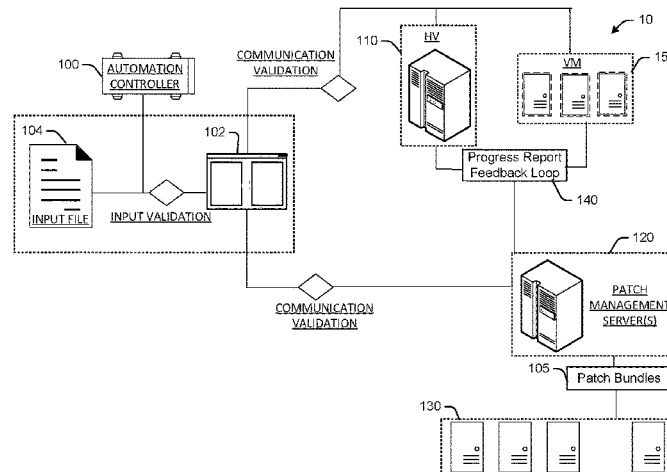 10
HV
110
COMMUNICATION
VALIDATION
VM
15
100
AUTOMATION
CONTROLLER
104
102
INPUT FILE
INPUT VALIDATION
Progress Report
Feedback Loop
140
120
PATCH
MANAGEMENT
SERVER(S)
COMMUNICATION
VALIDATION
105
Patch Bundles
130